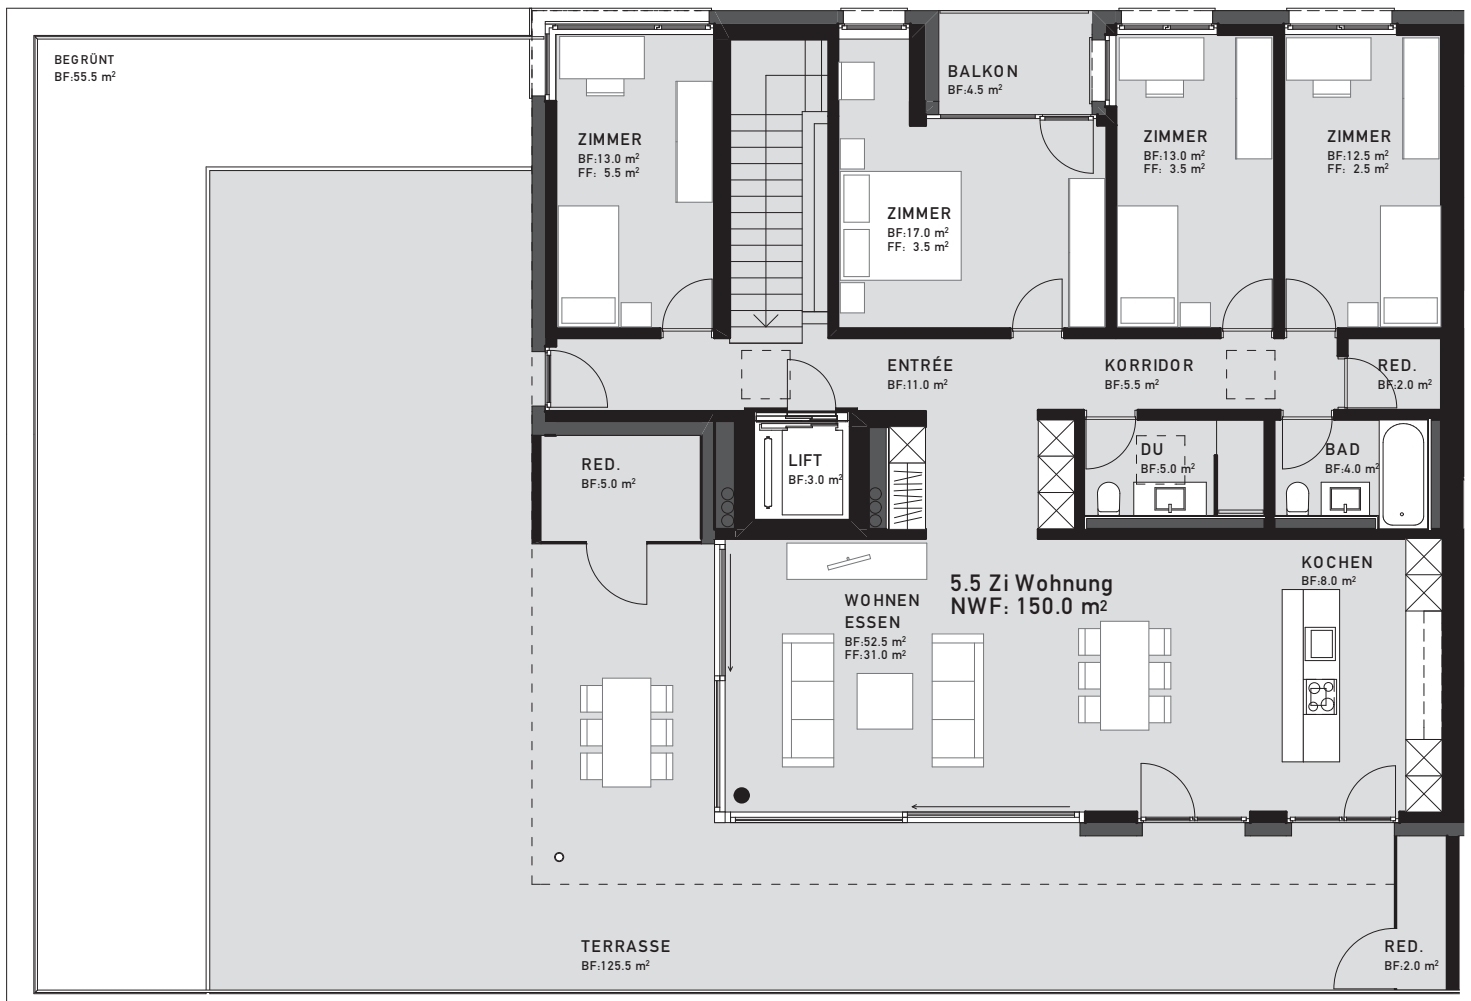 BEGRÜNT
BF:55.5 m²
ZIMMER
BF:13.0 m²
FF: 5.5 m²
BALKON
BF:4.5 m²
ZIMMER
BF:17.0 m²
FF: 3.5 m²
ZIMMER
BF:13.0 m²
FF: 3.5 m²
ZIMMER
BF:12.5 m²
FF: 2.5 m²
ENTRÉE
BF:11.0 m²
KORRIDOR
BF:5.5 m²
RED.
BF:2.0 m²
RED.
BF:5.0 m²
LIFT
BF:3.0 m²
DU
BF:5.0 m²
BAD
BF:4.0 m²
5.5 Zi Wohnung
NWF: 150.0 m²
WOHNEN
ESSEN
BF:52.5 m²
FF:31.0 m²
KOCHEN
BF:8.0 m²
TERRASSE
BF:125.5 m²
RED.
BF:2.0 m²